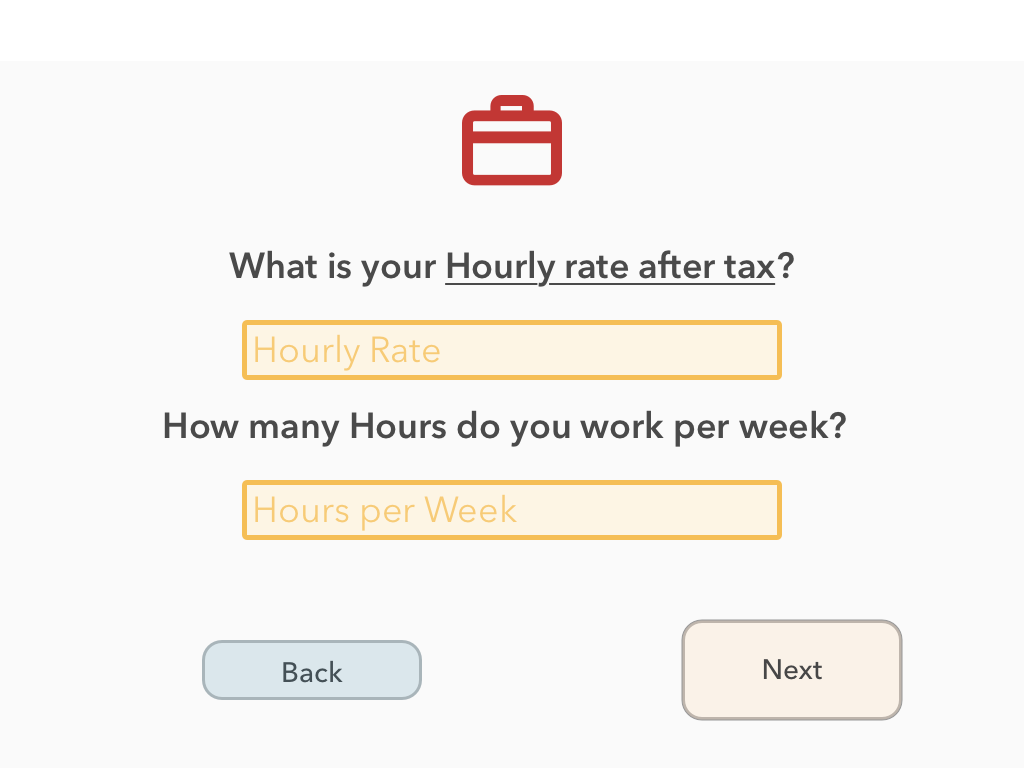 What is your Hourly rate after tax?
Hourly Rate
How many Hours do you work per week?
Hours per Week
Back
Next